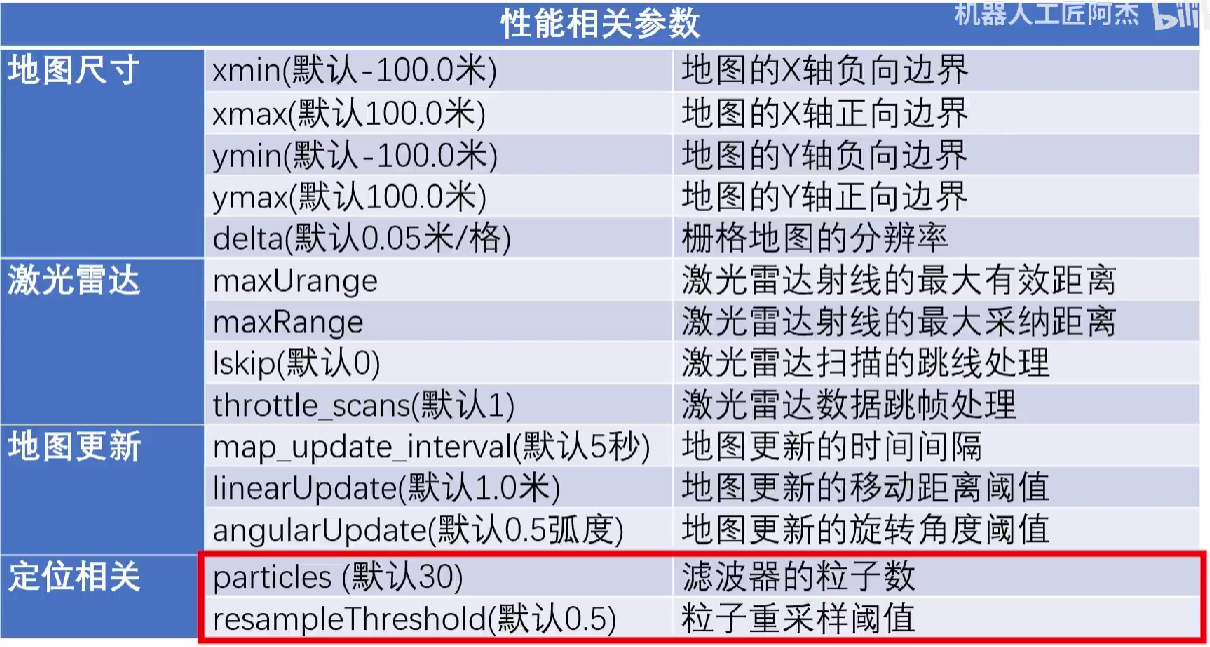 机器人工匠阿杰 bilibili
性能相关参数
地图尺寸 xmin(默认-100.0米) 地图的X轴负向边界
xmax(默认100.0米) 地图的X轴正向边界
ymin(默认-100.0米) 地图的Y轴负向边界
ymax(默认100.0米) 地图的Y轴正向边界
delta(默认0.05米/格) 栅格地图的分辨率
激光雷达 maxUrange 激光雷达射线的最大有效距离
maxRange 激光雷达射线的最大采纳距离
lskip(默认0) 激光雷达扫描的跳线处理
throttle_scans(默认1) 激光雷达数据跳帧处理
地图更新 map_update_interval(默认5秒) 地图更新的时间间隔
linearUpdate(默认1.0米) 地图更新的移动距离阈值
angularUpdate(默认0.5弧度) 地图更新的旋转角度阈值
定位相关 particles (默认30) 滤波器的粒子数
resampleThreshold(默认0.5) 粒子重采样阈值